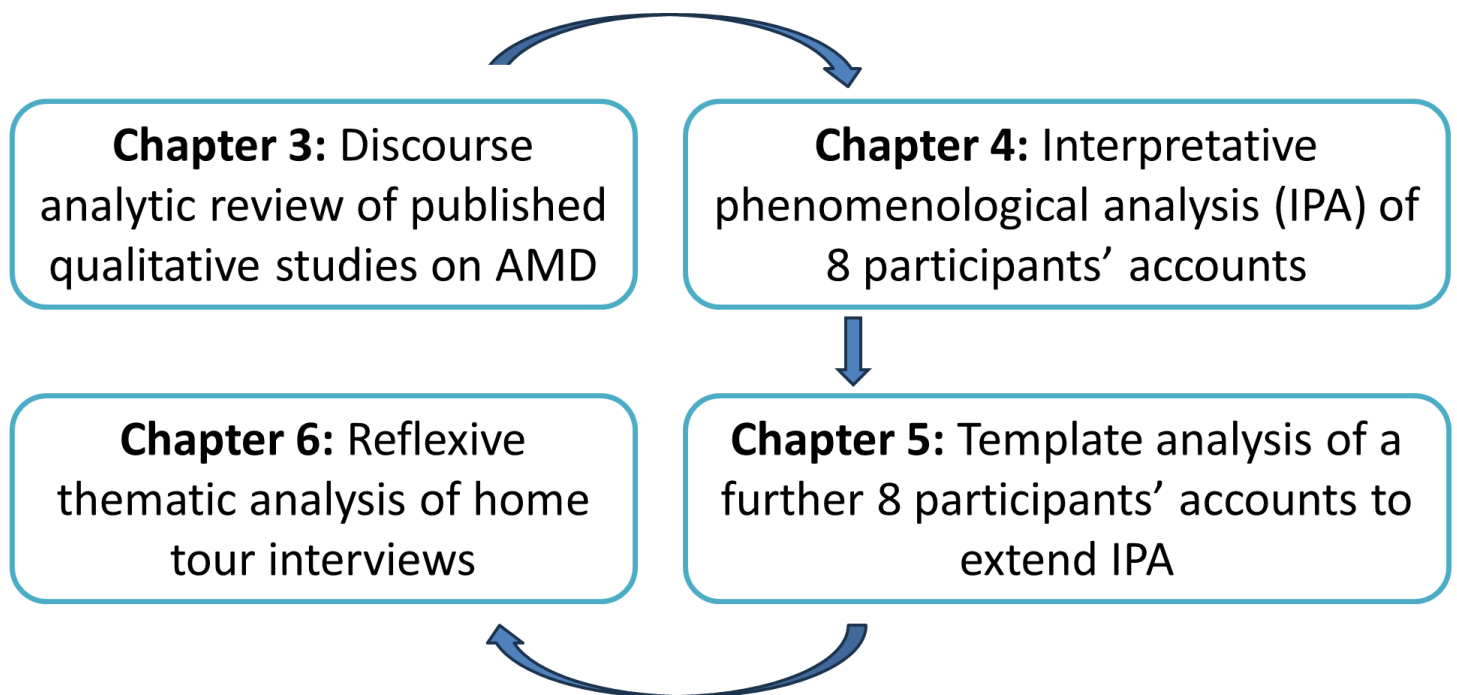 Chapter 3: Discourse
analytic review of published
qualitative studies on AMD
Chapter 4: Interpretative
phenomenological analysis (IPA) of
8 participants’ accounts
Chapter 6: Reflexive
thematic analysis of home
tour interviews
Chapter 5: Template analysis of a
further 8 participants’ accounts to
extend IPA